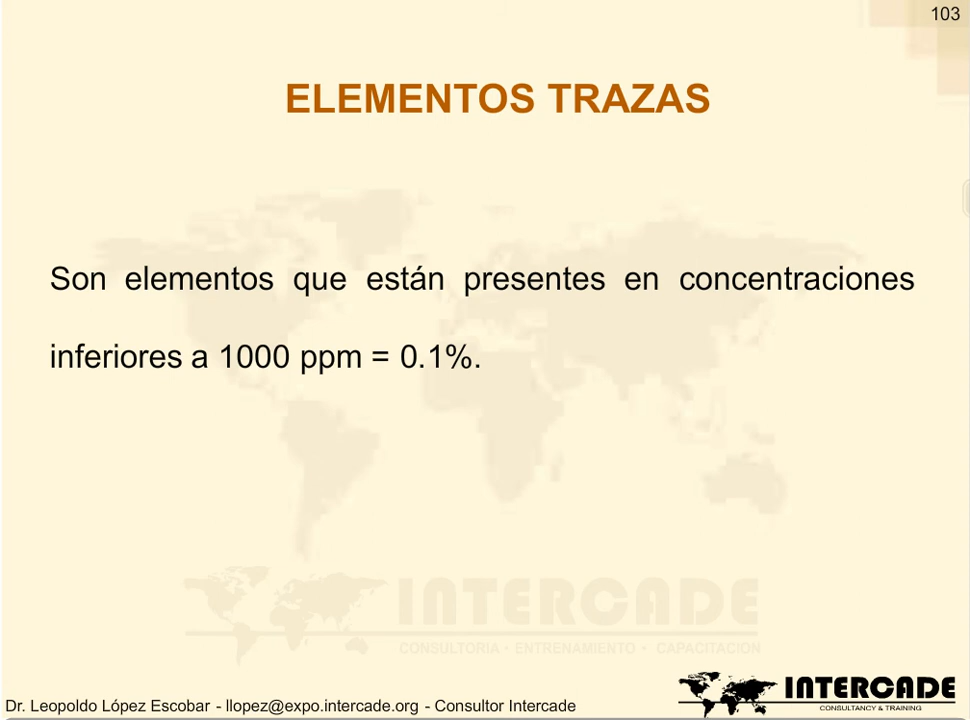 103
ELEMENTOS TRAZAS
Son elementos que están presentes en concentraciones
inferiores a 1000 ppm = 0.1%.
INTERCADE
CONSULTORIA • ENTRENAMIENTO • CAPACITACION
Dr. Leopoldo López Escobar - llopez@expo.intercade.org - Consultor Intercade
INTERCADE
CONSULTANCY & TRAINING